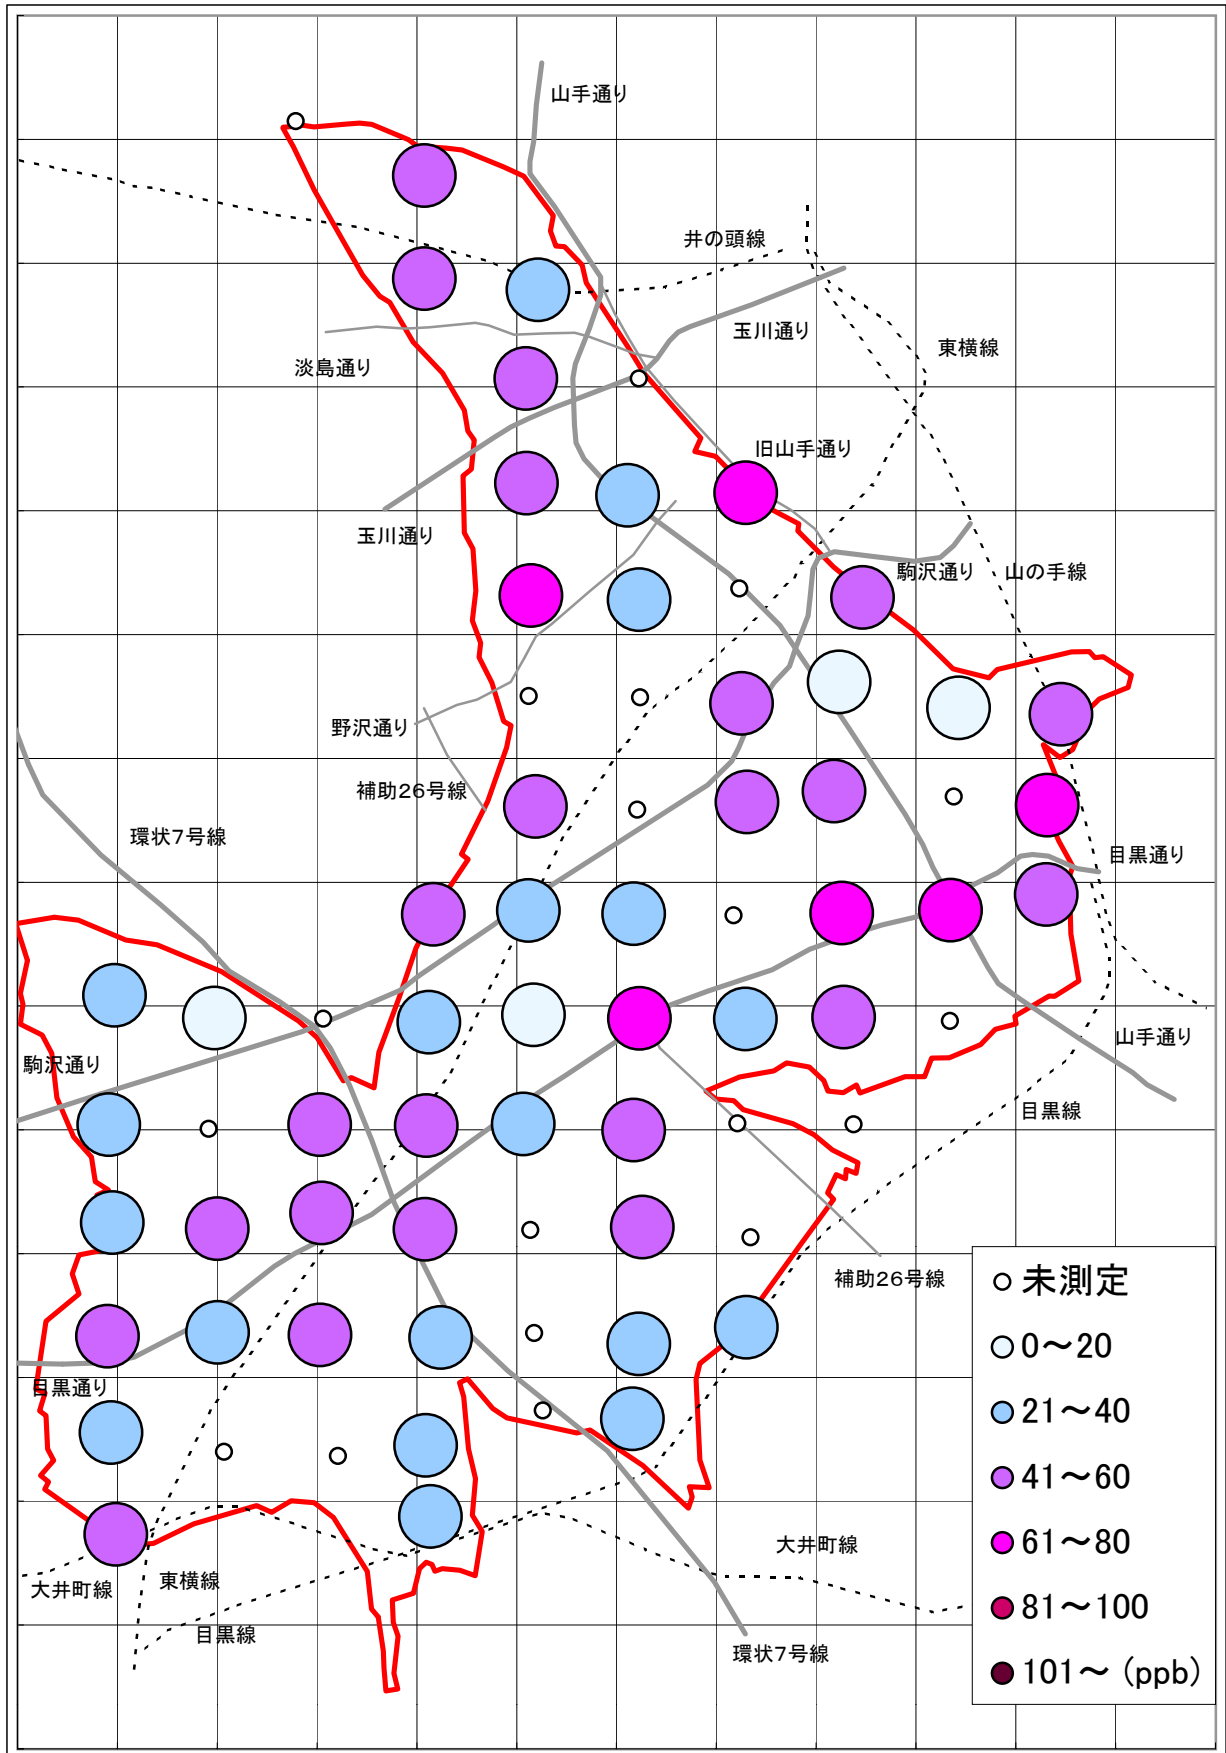 山手通り
井の頭線
玉川通り
東横線
淡島通り
旧山手通り
玉川通り
駒沢通り
山の手線
野沢通り
補助26号線
環状7号線
目黒通り
山手通り
駒沢通り
目黒線
補助26号線
未測定
0～20
目黒通り
21～40
41～60
61～80
大井町線
東横線
大井町線
81～100
目黒線
環状7号線
101～ (ppb)